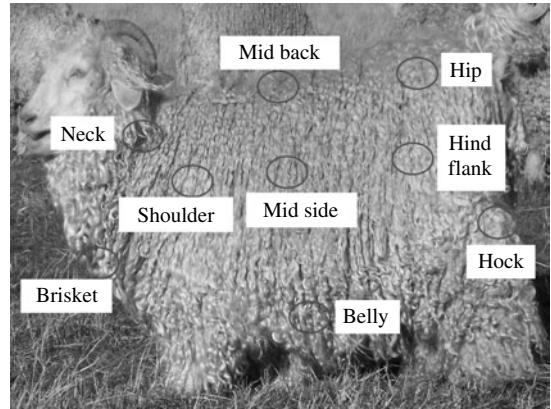 Mid back
Hip
Neck
Hind
flank
Shoulder
Mid side
Hock
Brisket
Belly